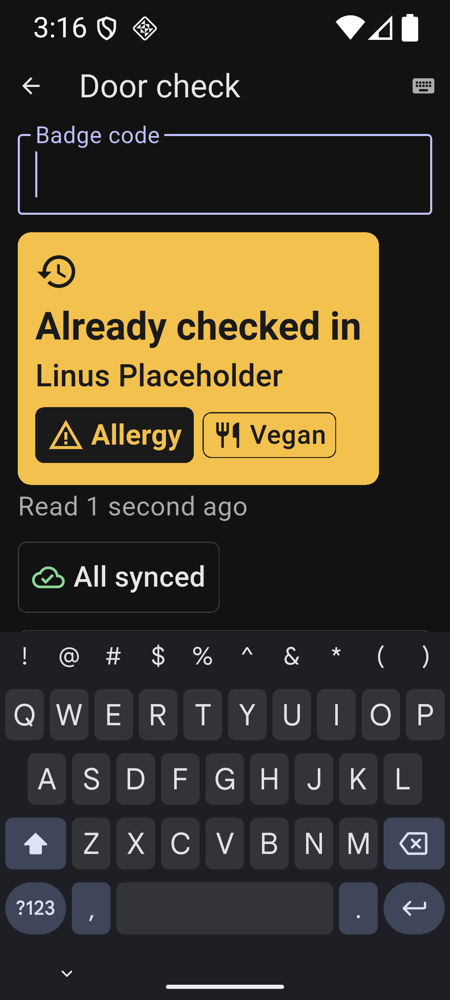 3:16
Door check
Badge code
Already checked in
Linus Placeholder
Allergy Vegan
Read 1 second ago
All synced
! @ # $ % ^ & * ( )
Q W E R T Y U I O P
A S D F G H J K L
Z X C V B N M
?123 , .